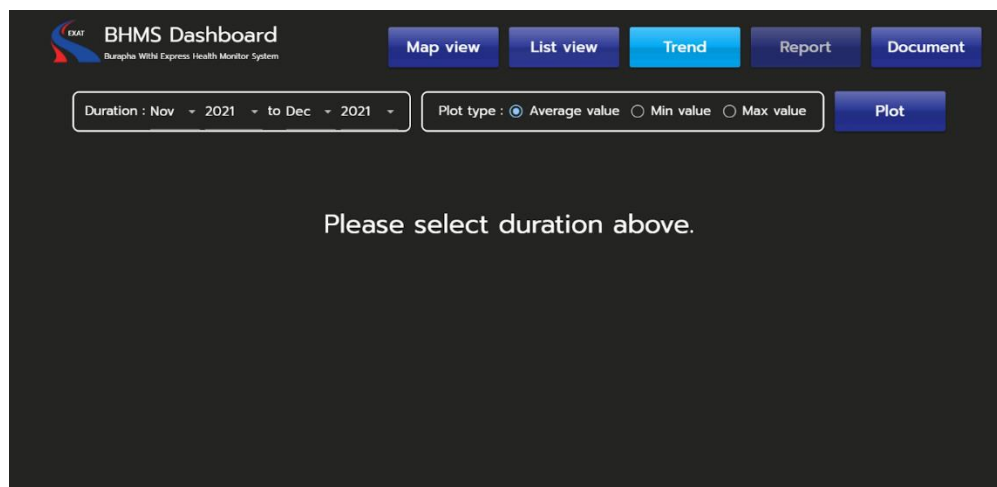 EXAT
BHMS Dashboard
Burapha Withi Express Health Monitor System
Map view
List view
Trend
Report
Document
Duration : Nov 2021 to Dec 2021
Plot type : Average value Min value Max value
Plot
Please select duration above.